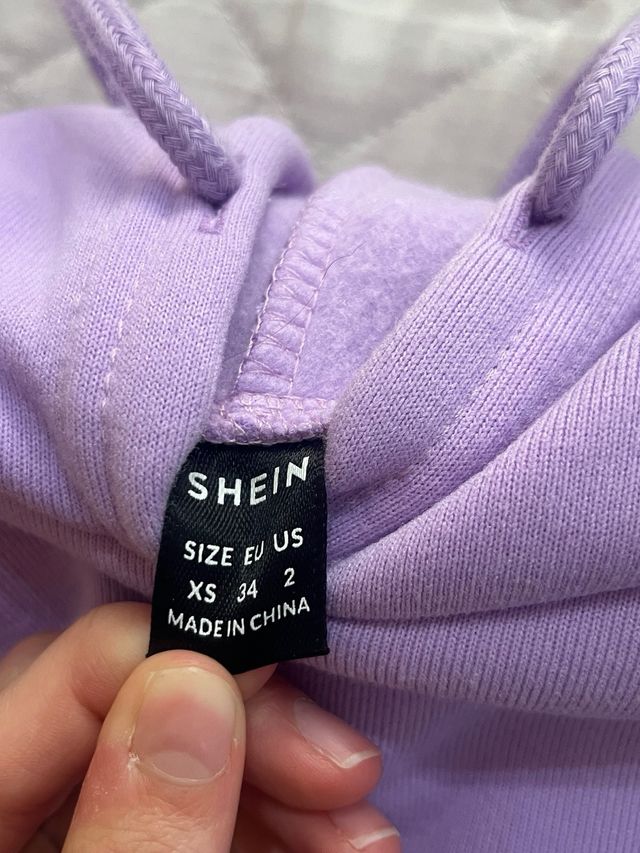 SHEIN
SIZE EU US
XS 34 2
MADE IN CHINA